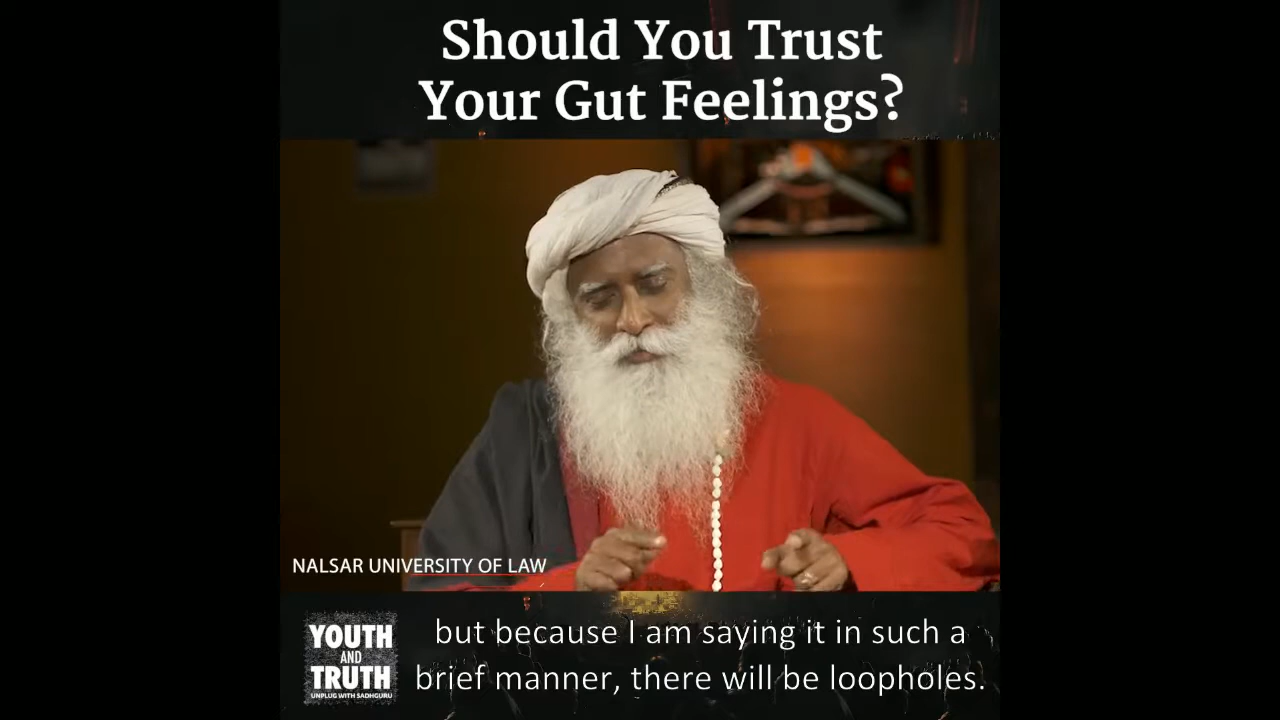 Should You Trust
Your Gut Feelings?
NALSAR UNIVERSITY OF LAW
YOUTH
AND
TRUTH
UNPLUG WITH SADHGURU
but because I am saying it in such a
brief manner, there will be loopholes.